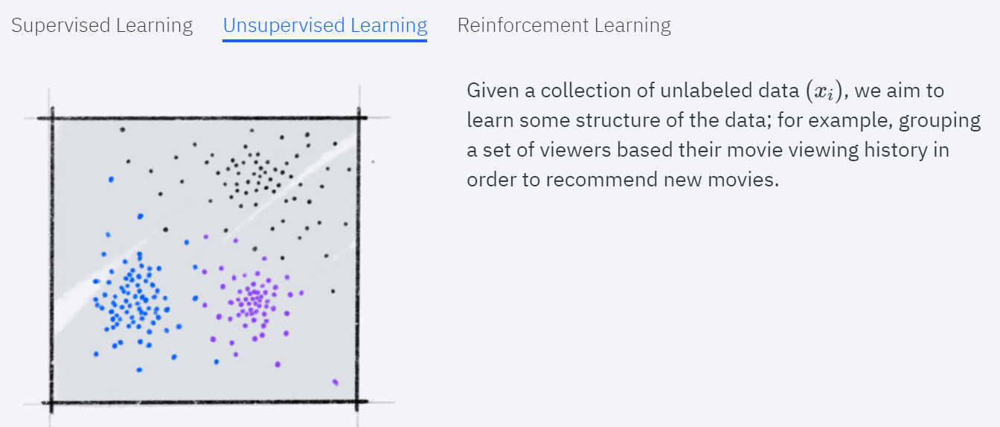 Supervised Learning Unsupervised Learning Reinforcement Learning
Given a collection of unlabeled data (xᵢ), we aim to
learn some structure of the data; for example, grouping
a set of viewers based their movie viewing history in
order to recommend new movies.